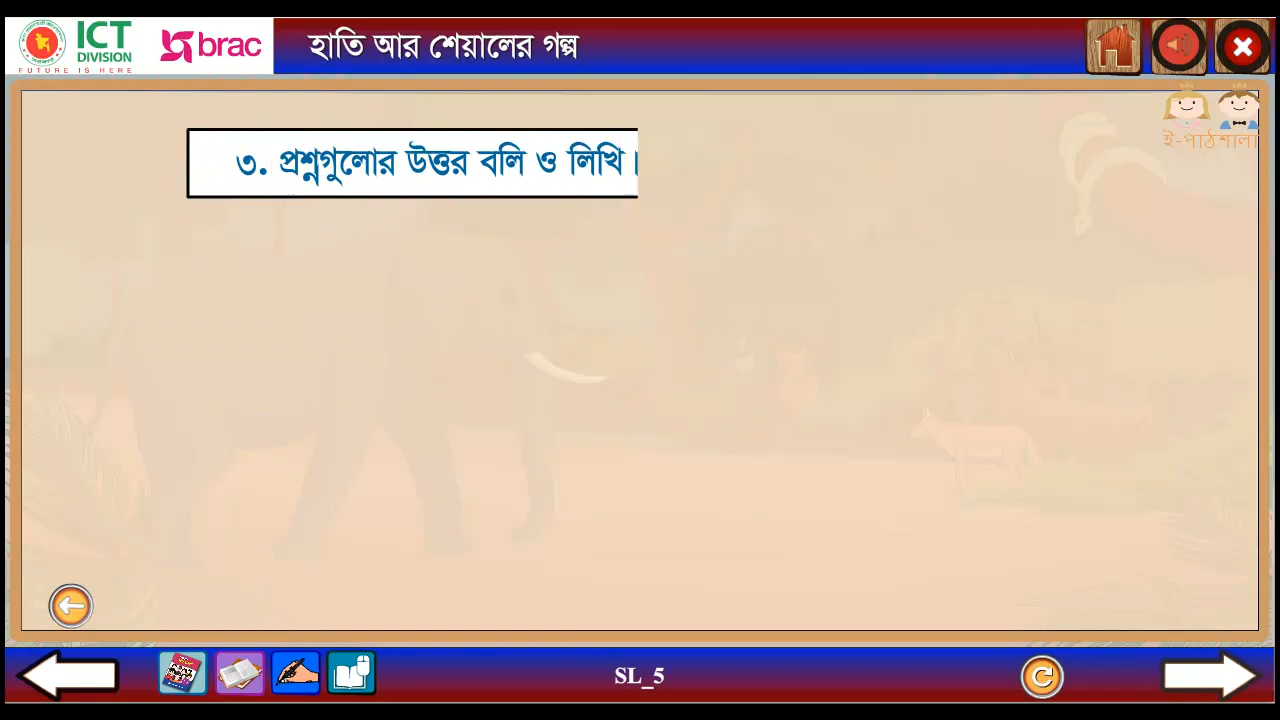 ICT
DIVISION
FUTURE IS HERE
brac
হাতি আর শেয়ালের গল্প
ই-পাঠশালা
৩. প্রশ্নগুলোর উত্তর বলি ও লিখি।
SL_5